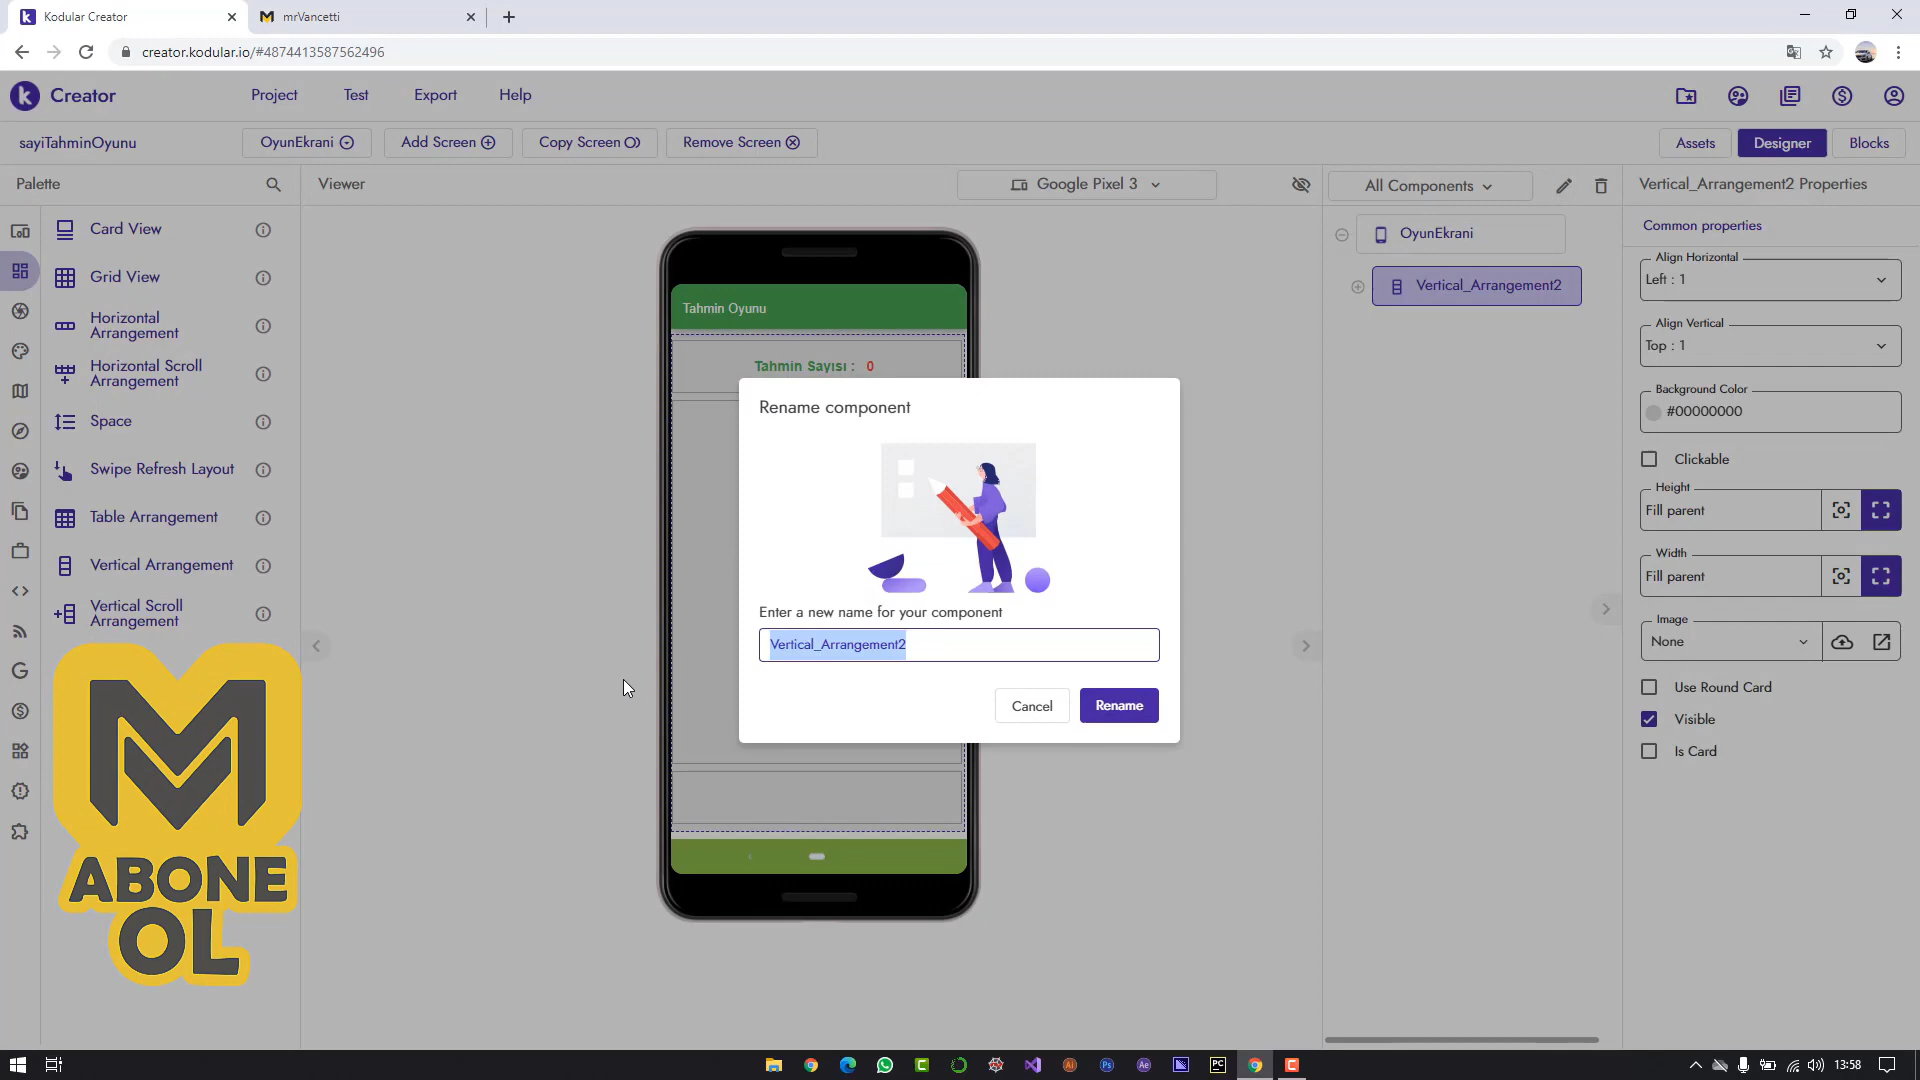 Kodular Creator
mrVancetti
creator.kodular.io/#4874413587562496
Creator
Project
Test
Export
Help
sayiTahminOyunu
OyunEkrani
Add Screen
Copy Screen
Remove Screen
Assets
Designer
Blocks
Palette
Viewer
Google Pixel 3
All Components
Vertical_Arrangement2 Properties
Card View
Grid View
Horizontal
Arrangement
Horizontal Scroll
Arrangement
Space
Swipe Refresh Layout
Table Arrangement
Vertical Arrangement
Vertical Scroll
Arrangement
M
ABONE
OL
Tahmin Oyunu
Tahmin Sayısı : 0
Rename component
Enter a new name for your component
Vertical_Arrangement2
Cancel
Rename
OyunEkrani
Vertical_Arrangement2
Common properties
Align Horizontal
Left : 1
Align Vertical
Top : 1
Background Color
#00000000
Clickable
Height
Fill parent
Width
Fill parent
Image
None
Use Round Card
Visible
Is Card
Ai
Ps
Ae
PC
13:58